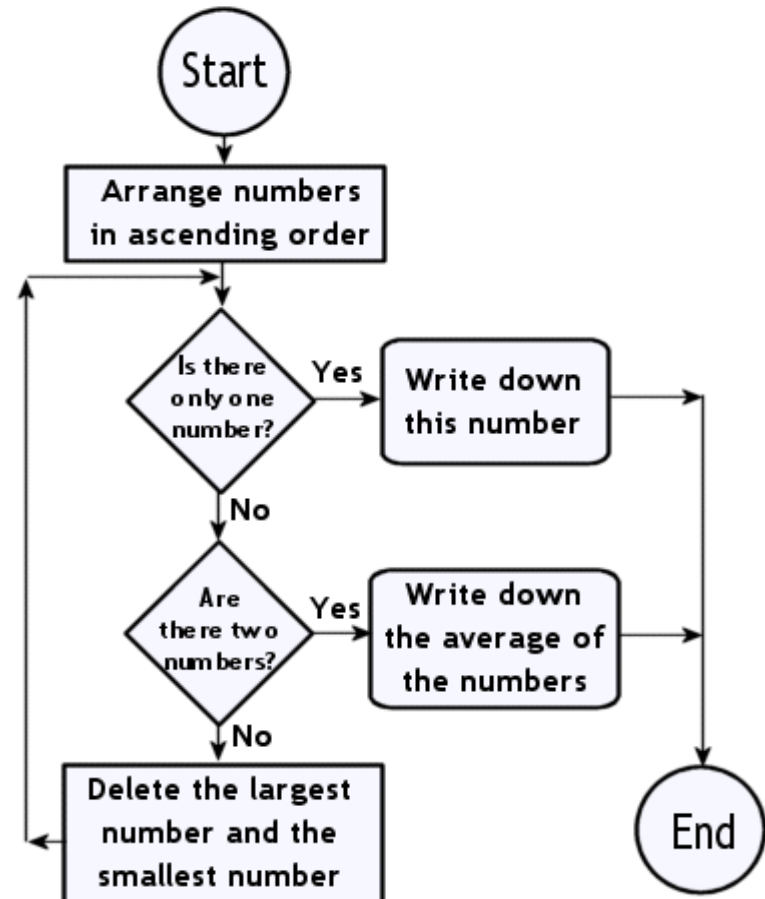 Start
Arrange numbers
in ascending order
Is there
only one
number?
Yes
Write down
this number
No
Are
there two
numbers?
Yes
Write down
the average of
the numbers
No
Delete the largest
number and the
smallest number
End